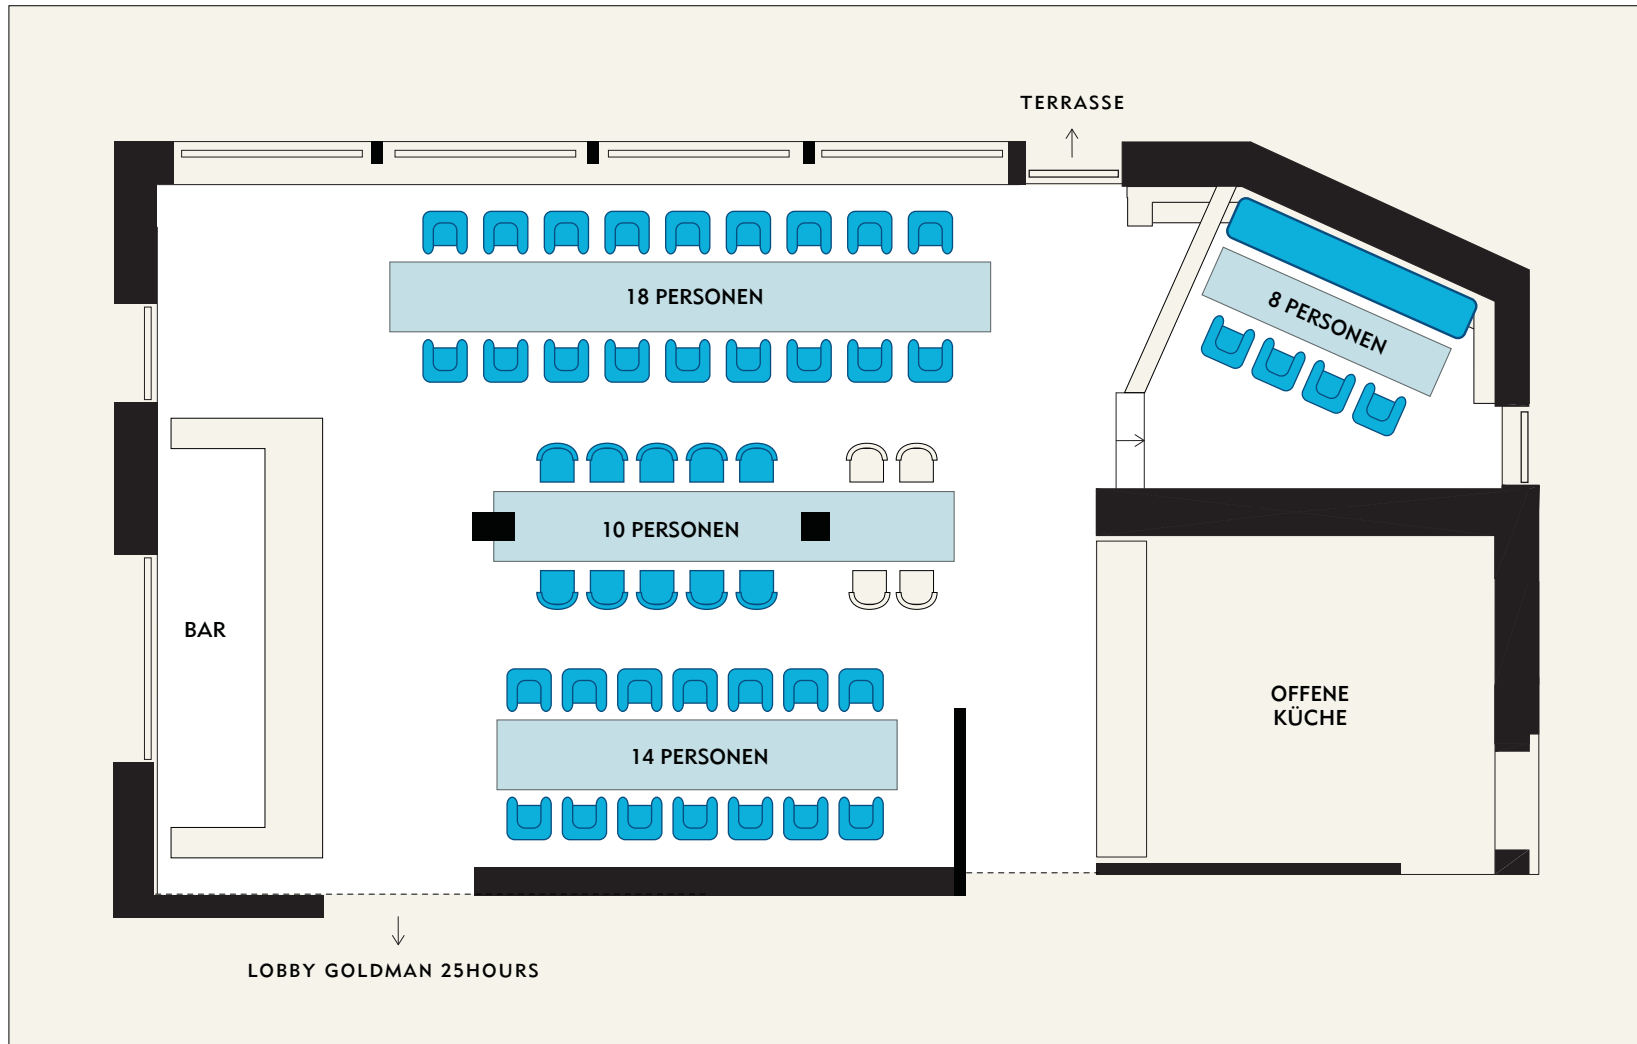 TERRASSE
18 PERSONEN
8 PERSONEN
10 PERSONEN
BAR
OFFENE
KÜCHE
14 PERSONEN
LOBBY GOLDMAN 25HOURS